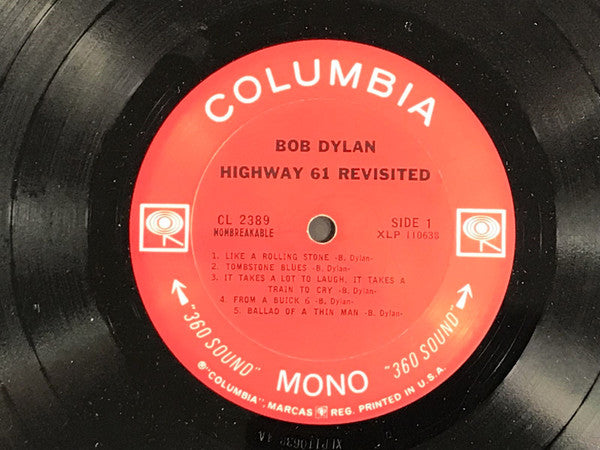 COLUMBIA
BOB DYLAN
HIGHWAY 61 REVISITED
CL 2389
NONBREAKABLE
SIDE 1
XLP 110638
1. LIKE A ROLLING STONE -B. Dylan-
2. TOMBSTONE BLUES -B. Dylan-
3. IT TAKES A LOT TO LAUGH, IT TAKES A
TRAIN TO CRY -B. Dylan-
4. FROM A BUICK 6 -B. Dylan-
5. BALLAD OF A THIN MAN -B. Dylan-
"360 SOUND"
MONO
"360 SOUND"
® "COLUMBIA", MARCAS REG. PRINTED IN U.S.A.